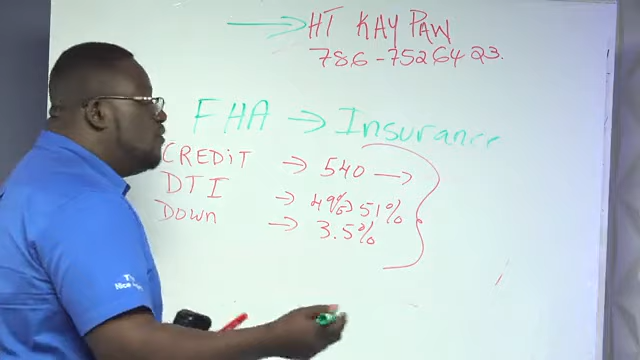 → HT KAY PAW
786-7526423.
FHA → Insurance
CREDIT → 540 →
DTI → 49% > 51%
DOWN → 3.5%